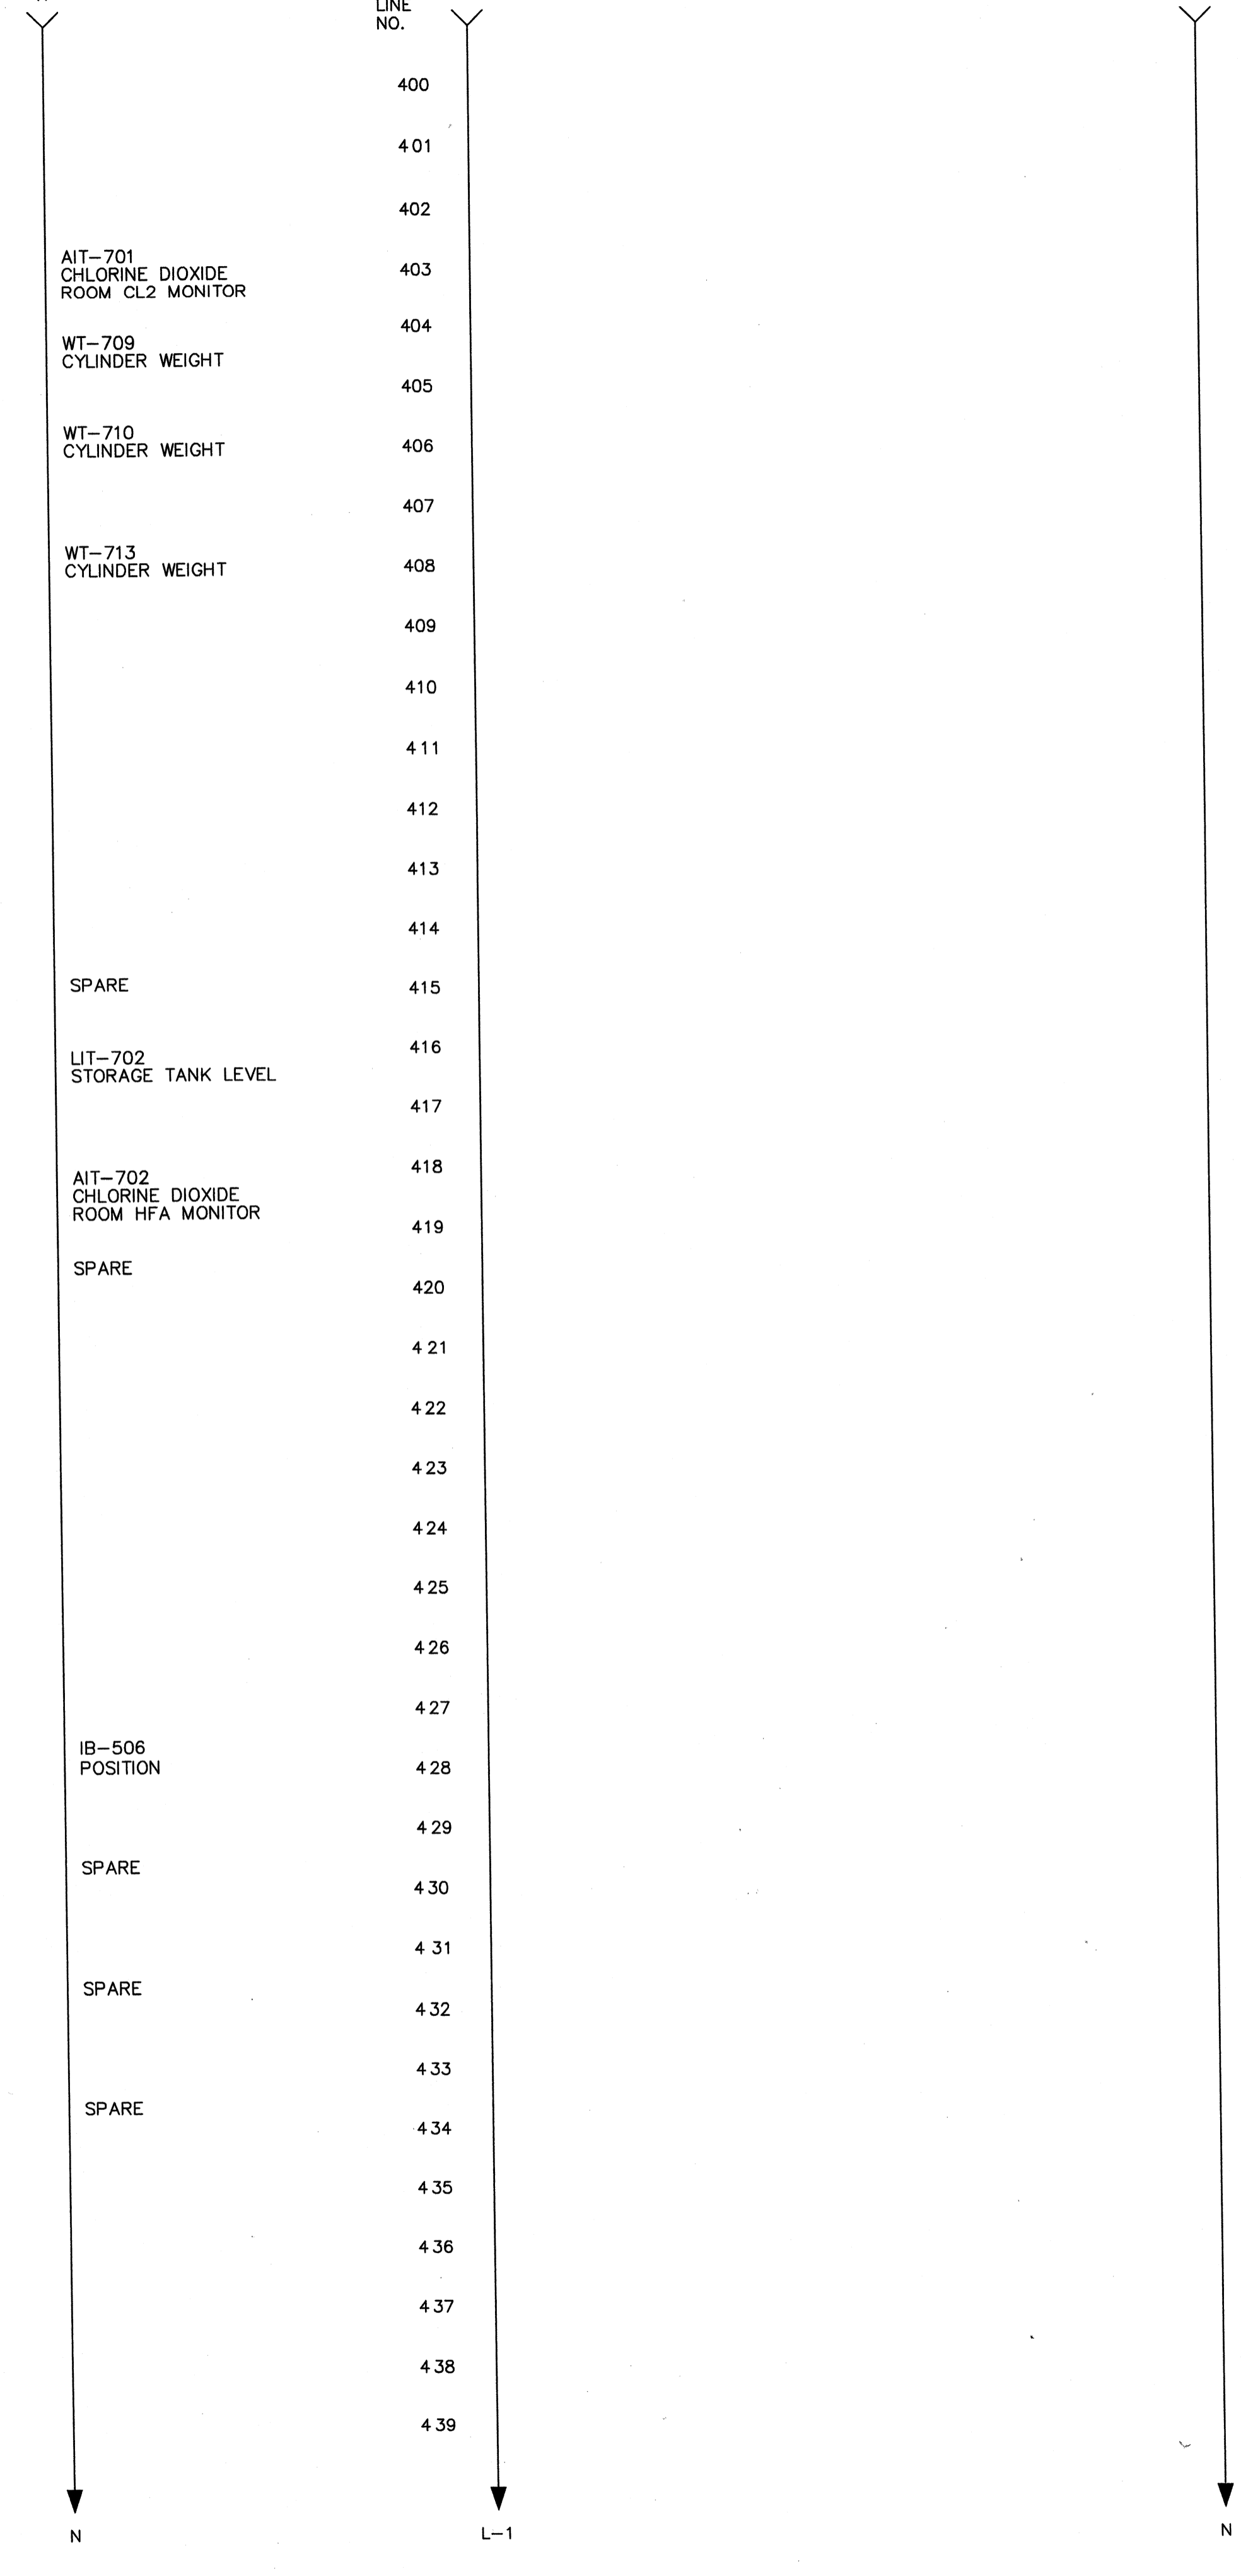 LINE
NO.
400
401
402
AIT-701
CHLORINE DIOXIDE
ROOM CL2 MONITOR
403
404
WT-709
CYLINDER WEIGHT
405
WT-710
CYLINDER WEIGHT
406
407
WT-713
CYLINDER WEIGHT
408
409
410
411
412
413
414
SPARE
415
416
LIT-702
STORAGE TANK LEVEL
417
418
AIT-702
CHLORINE DIOXIDE
ROOM HFA MONITOR
419
SPARE
420
421
422
423
424
425
426
427
IB-506
POSITION
428
429
SPARE
430
431
SPARE
432
433
SPARE
434
435
436
437
438
439
N
L-1
N